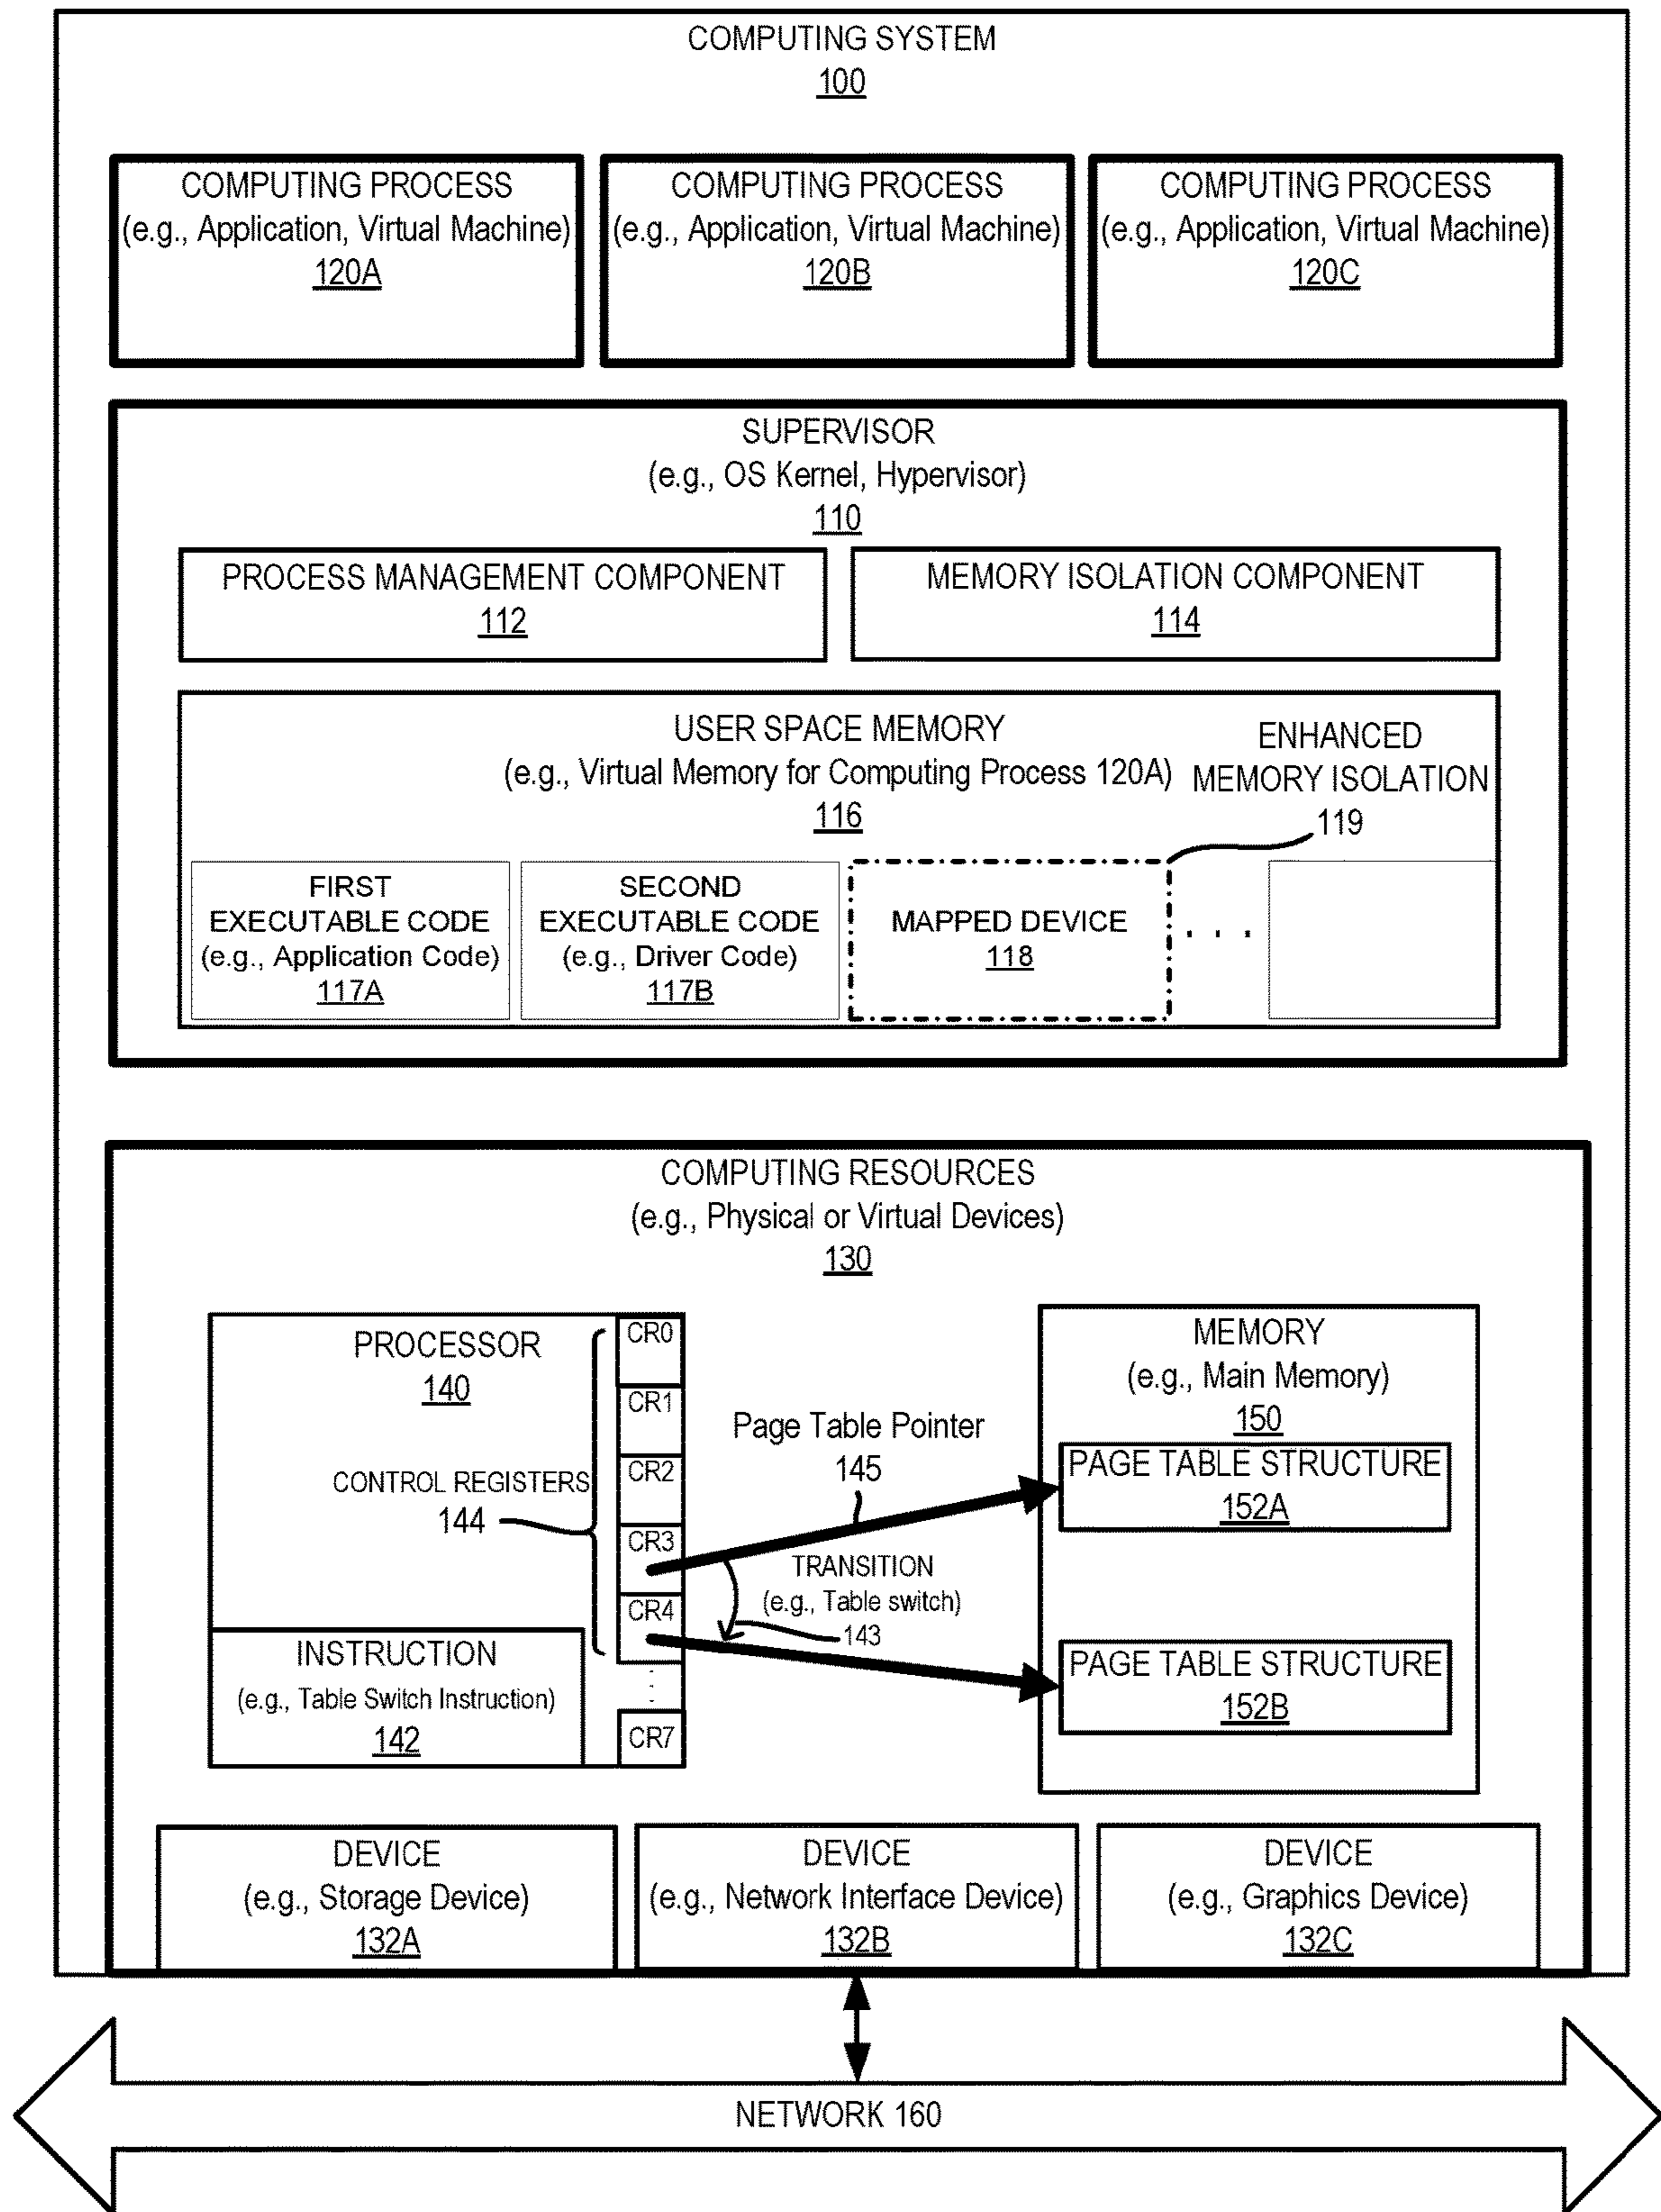 COMPUTING SYSTEM
100
COMPUTING PROCESS
(e.g., Application, Virtual Machine)
120A
COMPUTING PROCESS
(e.g., Application, Virtual Machine)
120B
COMPUTING PROCESS
(e.g., Application, Virtual Machine)
120C
SUPERVISOR
(e.g., OS Kernel, Hypervisor)
110
PROCESS MANAGEMENT COMPONENT
112
MEMORY ISOLATION COMPONENT
114
USER SPACE MEMORY
(e.g., Virtual Memory for Computing Process 120A)
116
ENHANCED
MEMORY ISOLATION
119
FIRST
EXECUTABLE CODE
(e.g., Application Code)
117A
SECOND
EXECUTABLE CODE
(e.g., Driver Code)
117B
MAPPED DEVICE
118
. . .
COMPUTING RESOURCES
(e.g., Physical or Virtual Devices)
130
PROCESSOR
140
CONTROL REGISTERS
144
CR0
CR1
CR2
CR3
CR4
CR7
INSTRUCTION
(e.g., Table Switch Instruction)
142
Page Table Pointer
145
TRANSITION
(e.g., Table switch)
143
MEMORY
(e.g., Main Memory)
150
PAGE TABLE STRUCTURE
152A
PAGE TABLE STRUCTURE
152B
DEVICE
(e.g., Storage Device)
132A
DEVICE
(e.g., Network Interface Device)
132B
DEVICE
(e.g., Graphics Device)
132C
NETWORK 160